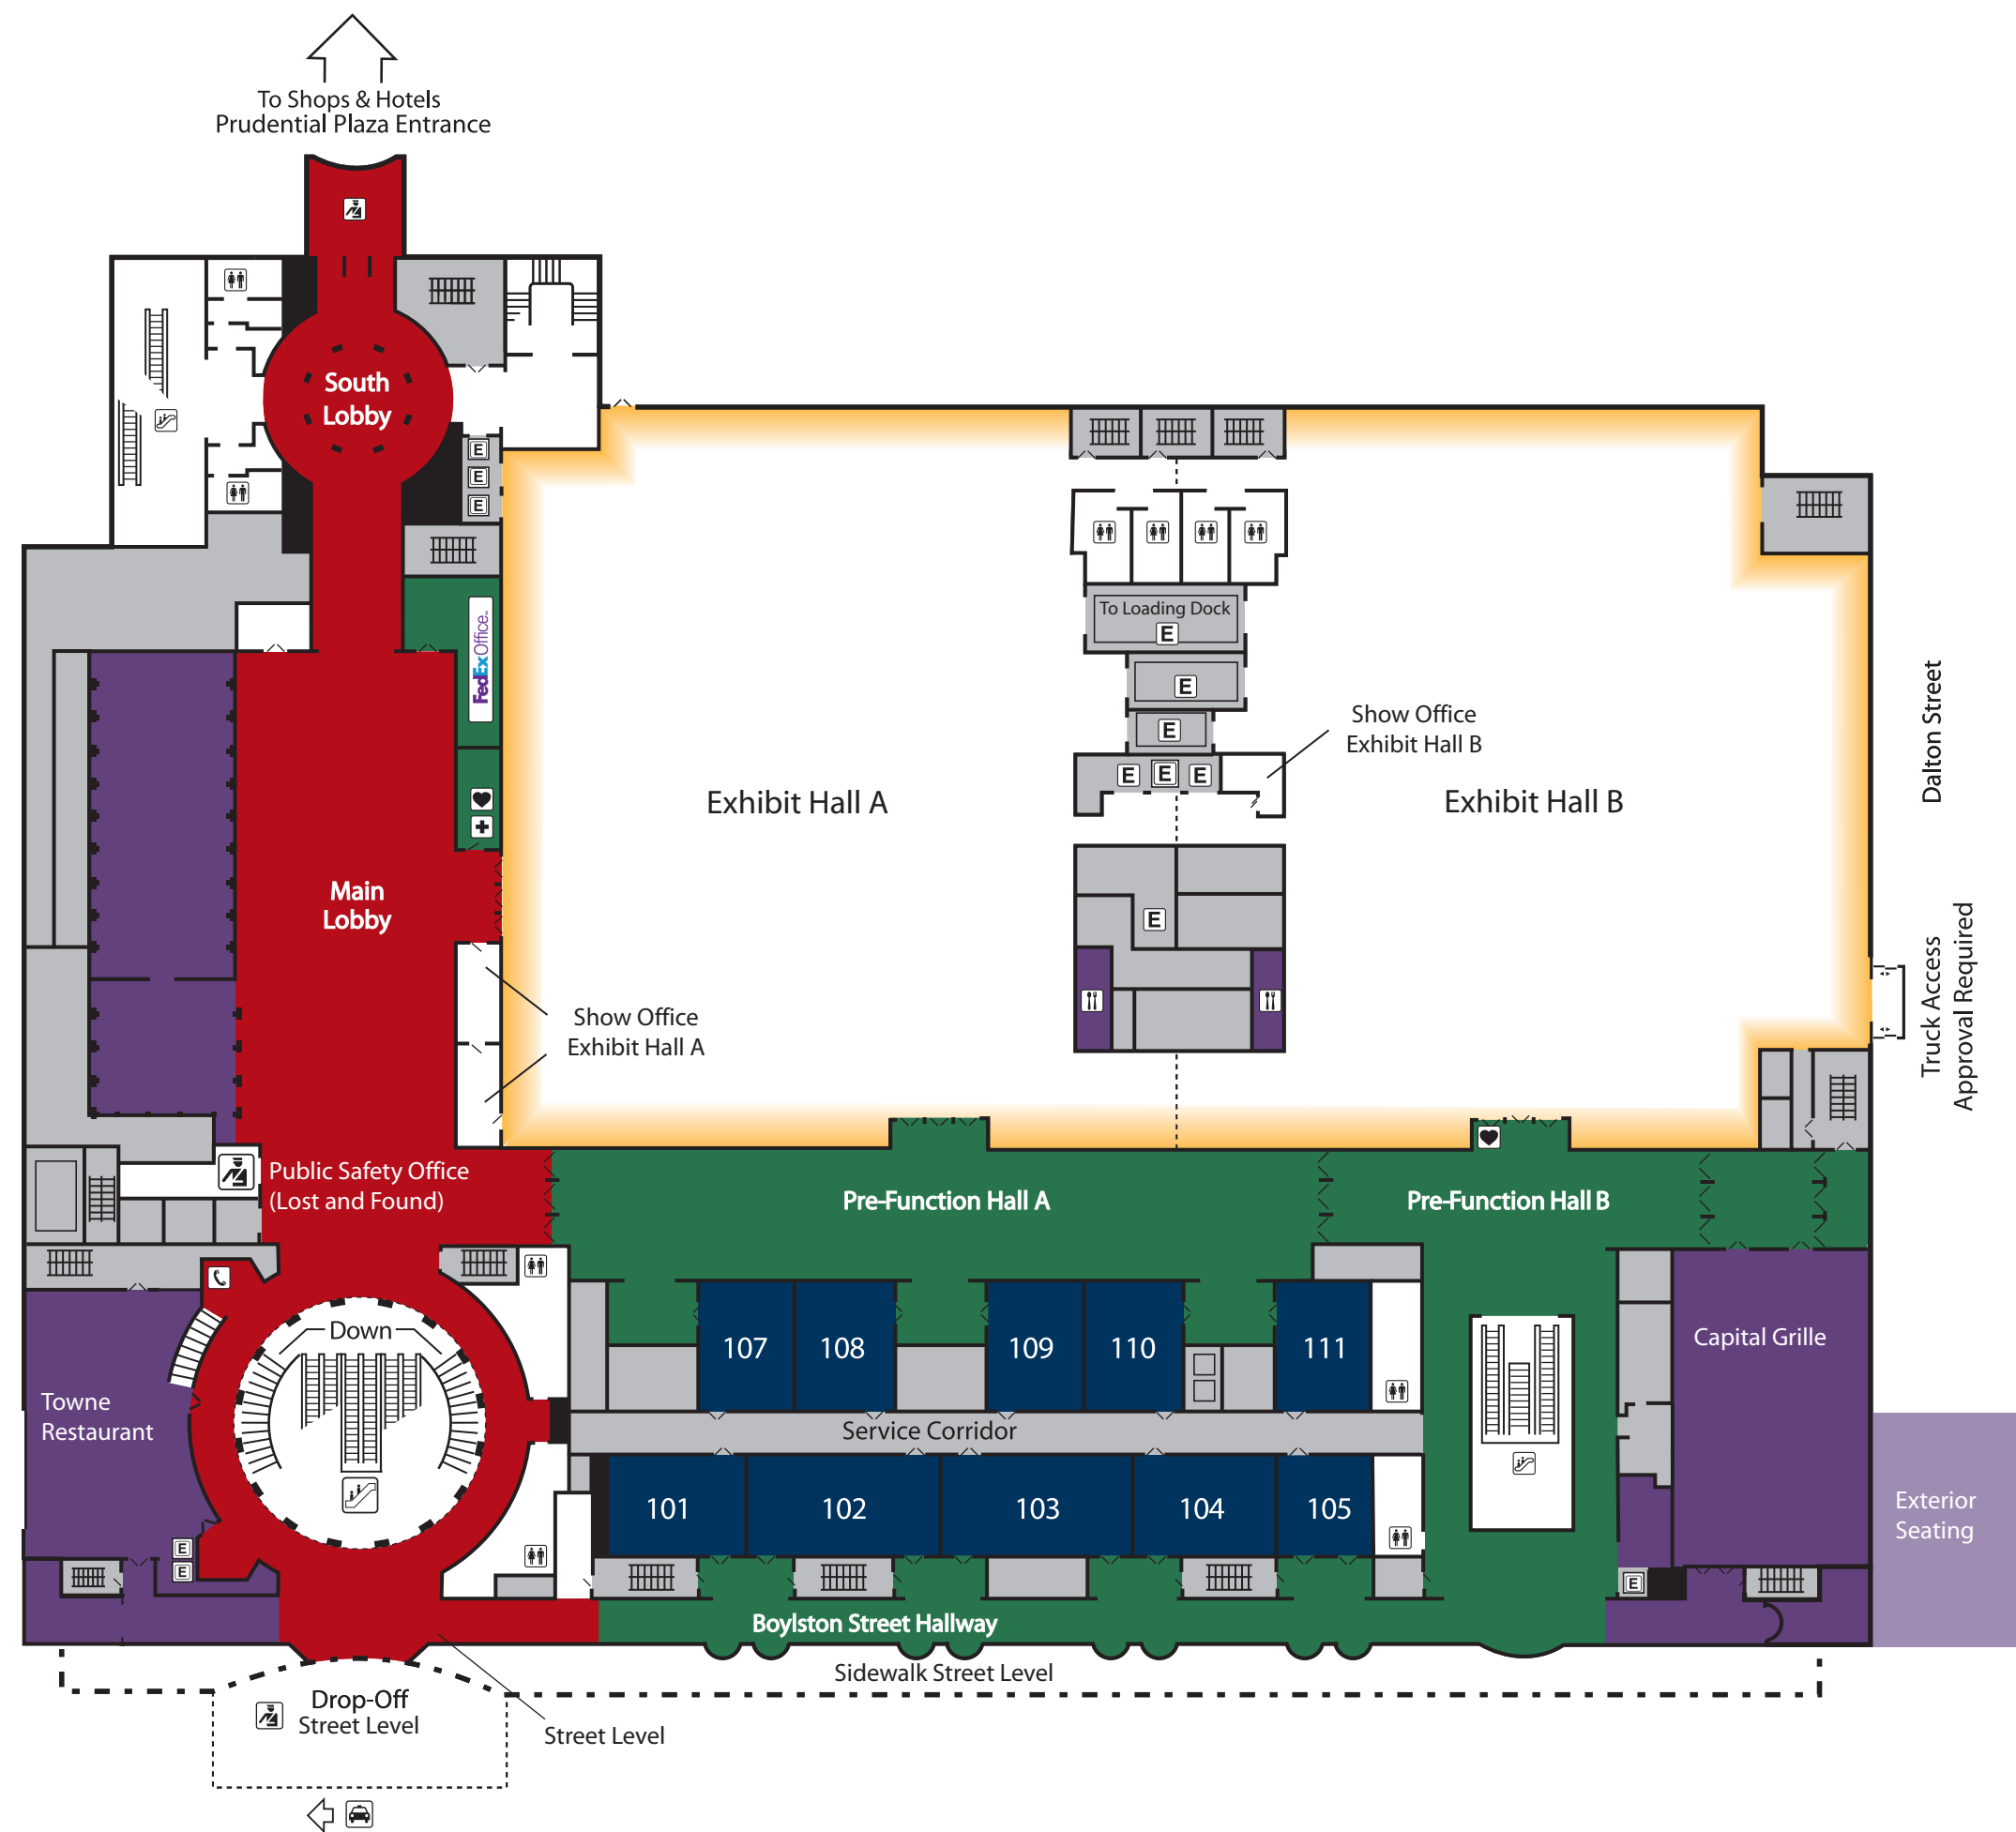 To Shops & Hotels
Prudential Plaza Entrance
South
Lobby
E
E
E
FedEx Office
To Loading Dock
E
E
E
E
E
E
Show Office
Exhibit Hall B
Exhibit Hall A
Exhibit Hall B
Dalton Street
Main
Lobby
E
Truck Access
Approval Required
Show Office
Exhibit Hall A
Public Safety Office
(Lost and Found)
Pre-Function Hall A
Pre-Function Hall B
Down
107
108
109
110
111
Capital Grille
Towne
Restaurant
Service Corridor
101
102
103
104
105
Exterior
Seating
E
E
E
Boylston Street Hallway
Sidewalk Street Level
Drop-Off
Street Level
Street Level